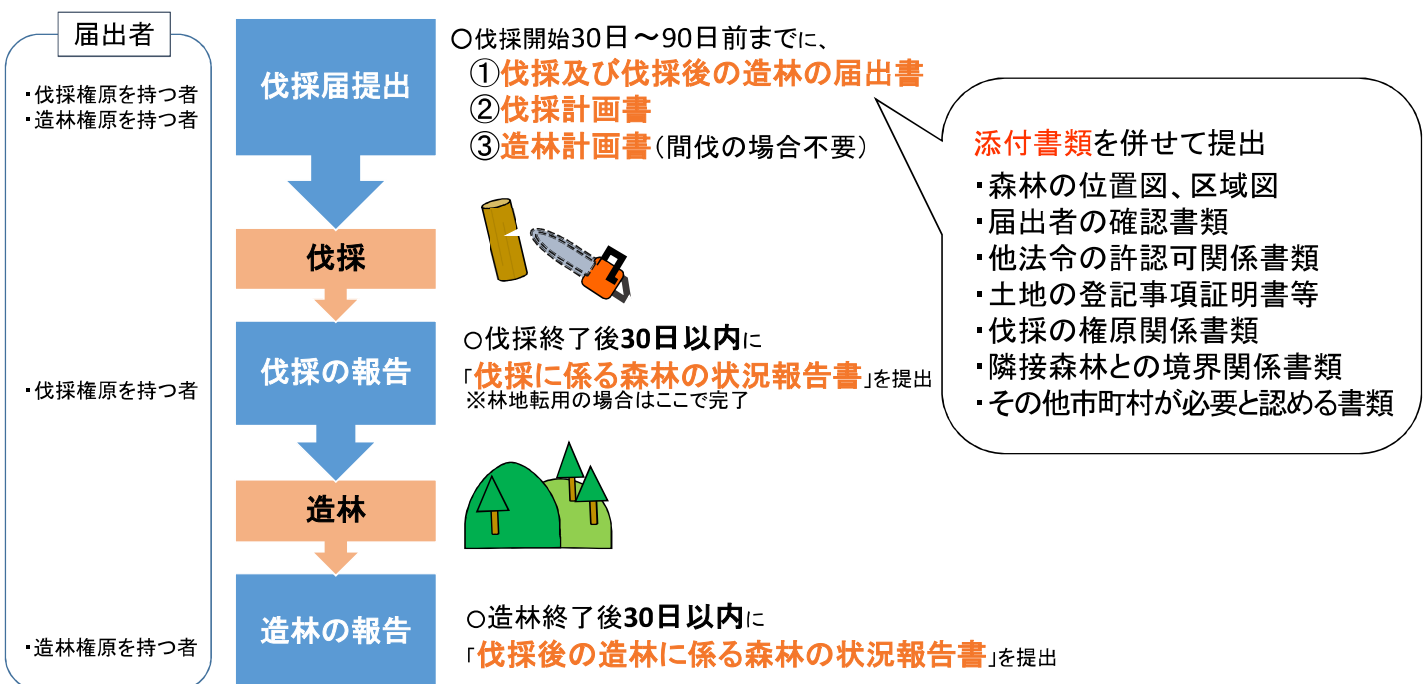 届出者
・伐採権原を持つ者
・造林権原を持つ者
伐採届提出
○伐採開始30日～90日前までに、
①伐採及び伐採後の造林の届出書
②伐採計画書
③造林計画書（間伐の場合不要）
添付書類を併せて提出
・森林の位置図、区域図
・届出者の確認書類
・他法令の許認可関係書類
・土地の登記事項証明書等
・伐採の権原関係書類
・隣接森林との境界関係書類
・その他市町村が必要と認める書類
伐採
・伐採権原を持つ者
伐採の報告
○伐採終了後30日以内に
「伐採に係る森林の状況報告書」を提出
※林地転用の場合はここで完了
造林
・造林権原を持つ者
造林の報告
○造林終了後30日以内に
「伐採後の造林に係る森林の状況報告書」を提出